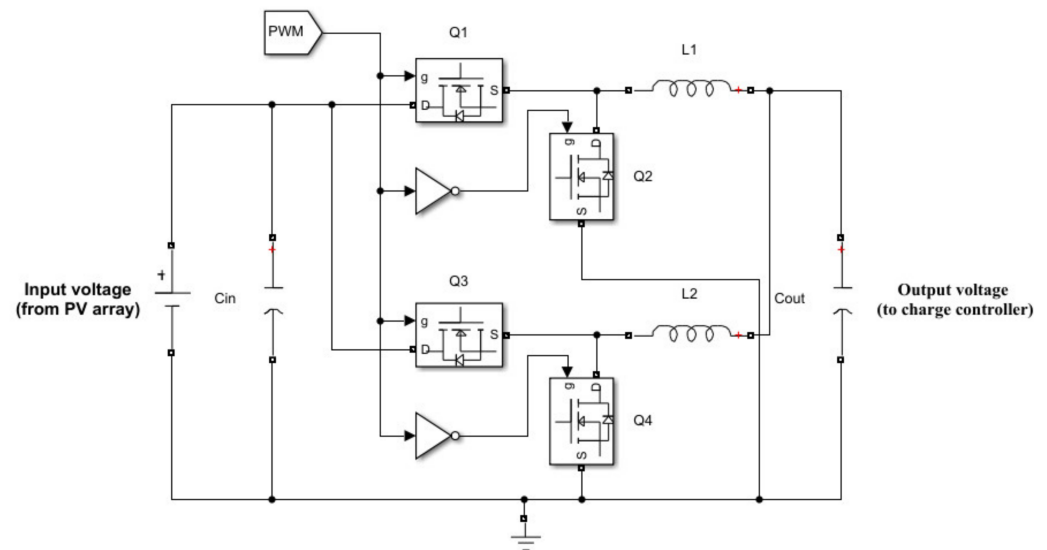 PWM
Q1
L1
g
D
S
g
D
Q2
S
Input voltage
(from PV array)
+
Cin
Q3
L2
Cout
Output voltage
(to charge controller)
g
D
S
g
D
Q4
S